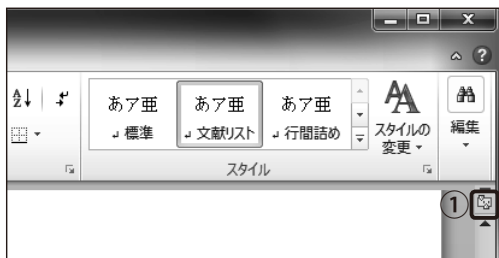 あア亜 あア亜 あア亜
↲ 標準 ↲ 文献リスト ↲ 行間詰め
スタイルの
変更
編集
スタイル
①